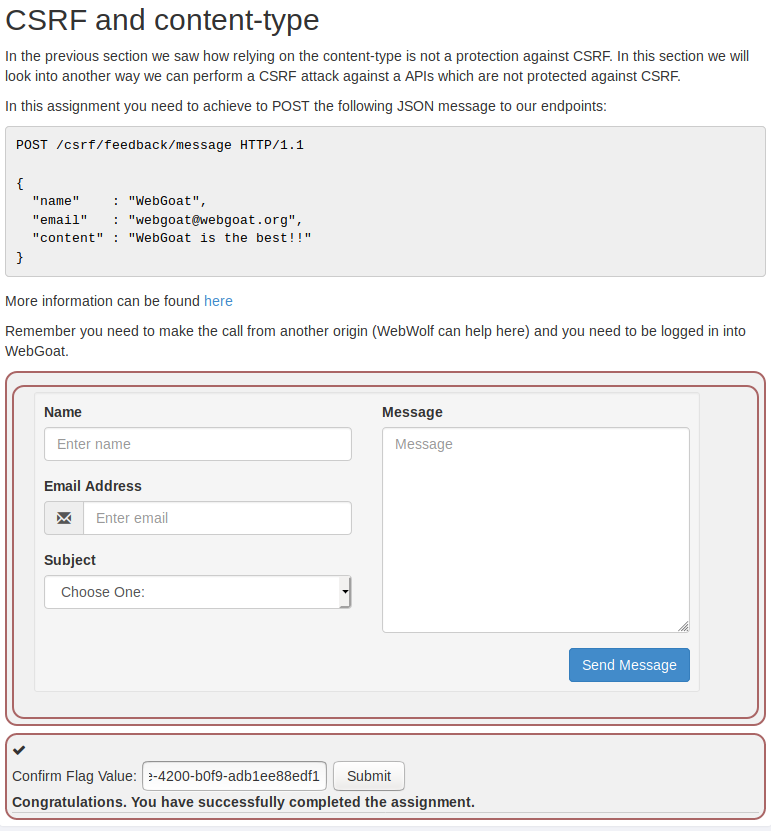 CSRF and content-type
In the previous section we saw how relying on the content-type is not a protection against CSRF. In this section we will
look into another way we can perform a CSRF attack against a APIs which are not protected against CSRF.
In this assignment you need to achieve to POST the following JSON message to our endpoints:
POST /csrf/feedback/message HTTP/1.1
{
"name"    : "WebGoat",
"email"   : "webgoat@webgoat.org",
"content" : "WebGoat is the best!!"
}
More information can be found here
Remember you need to make the call from another origin (WebWolf can help here) and you need to be logged in into
WebGoat.
Name
Enter name
Email Address
Enter email
Subject
Choose One:
Message
Message
Send Message
Confirm Flag Value: e-4200-b0f9-adb1ee88edf1 Submit
Congratulations. You have successfully completed the assignment.